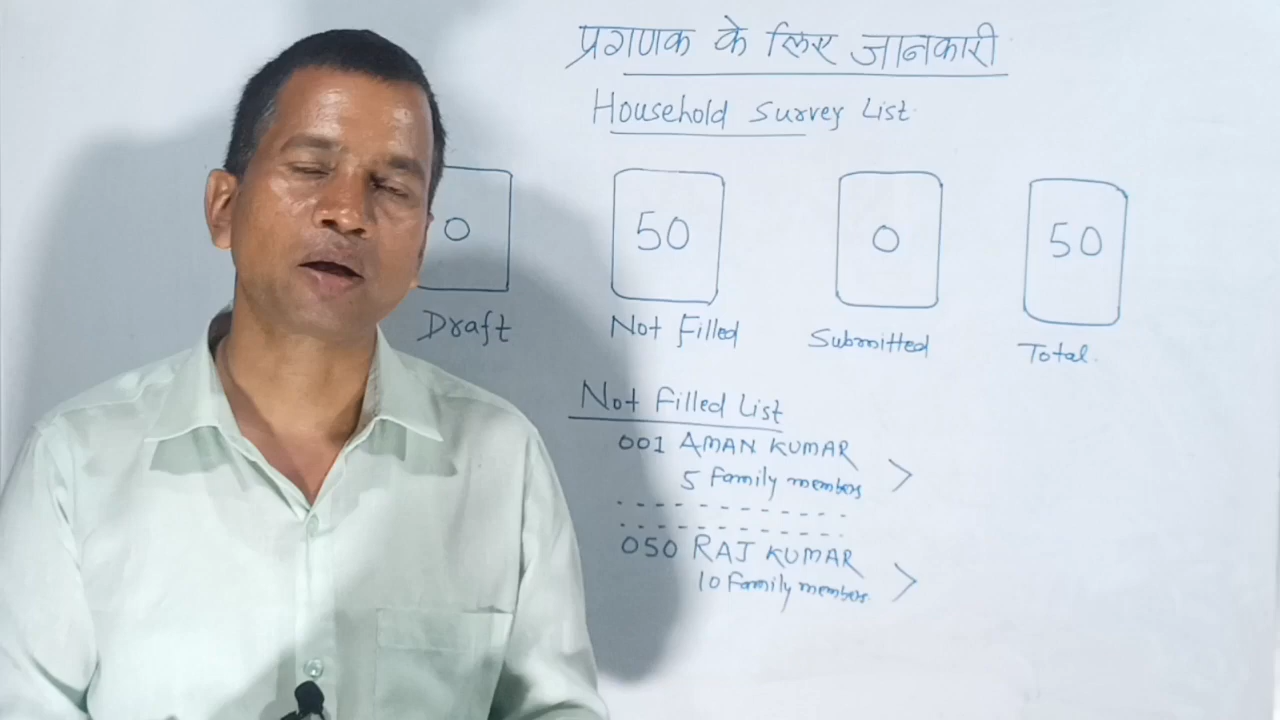 प्रगणक के लिए जानकारी
Household Survey List
0 50 0 50
Draft Not Filled Submitted Total
Not Filled List
001 AMAN KUMAR
5 family members >
050 RAJ KUMAR
10 family members >